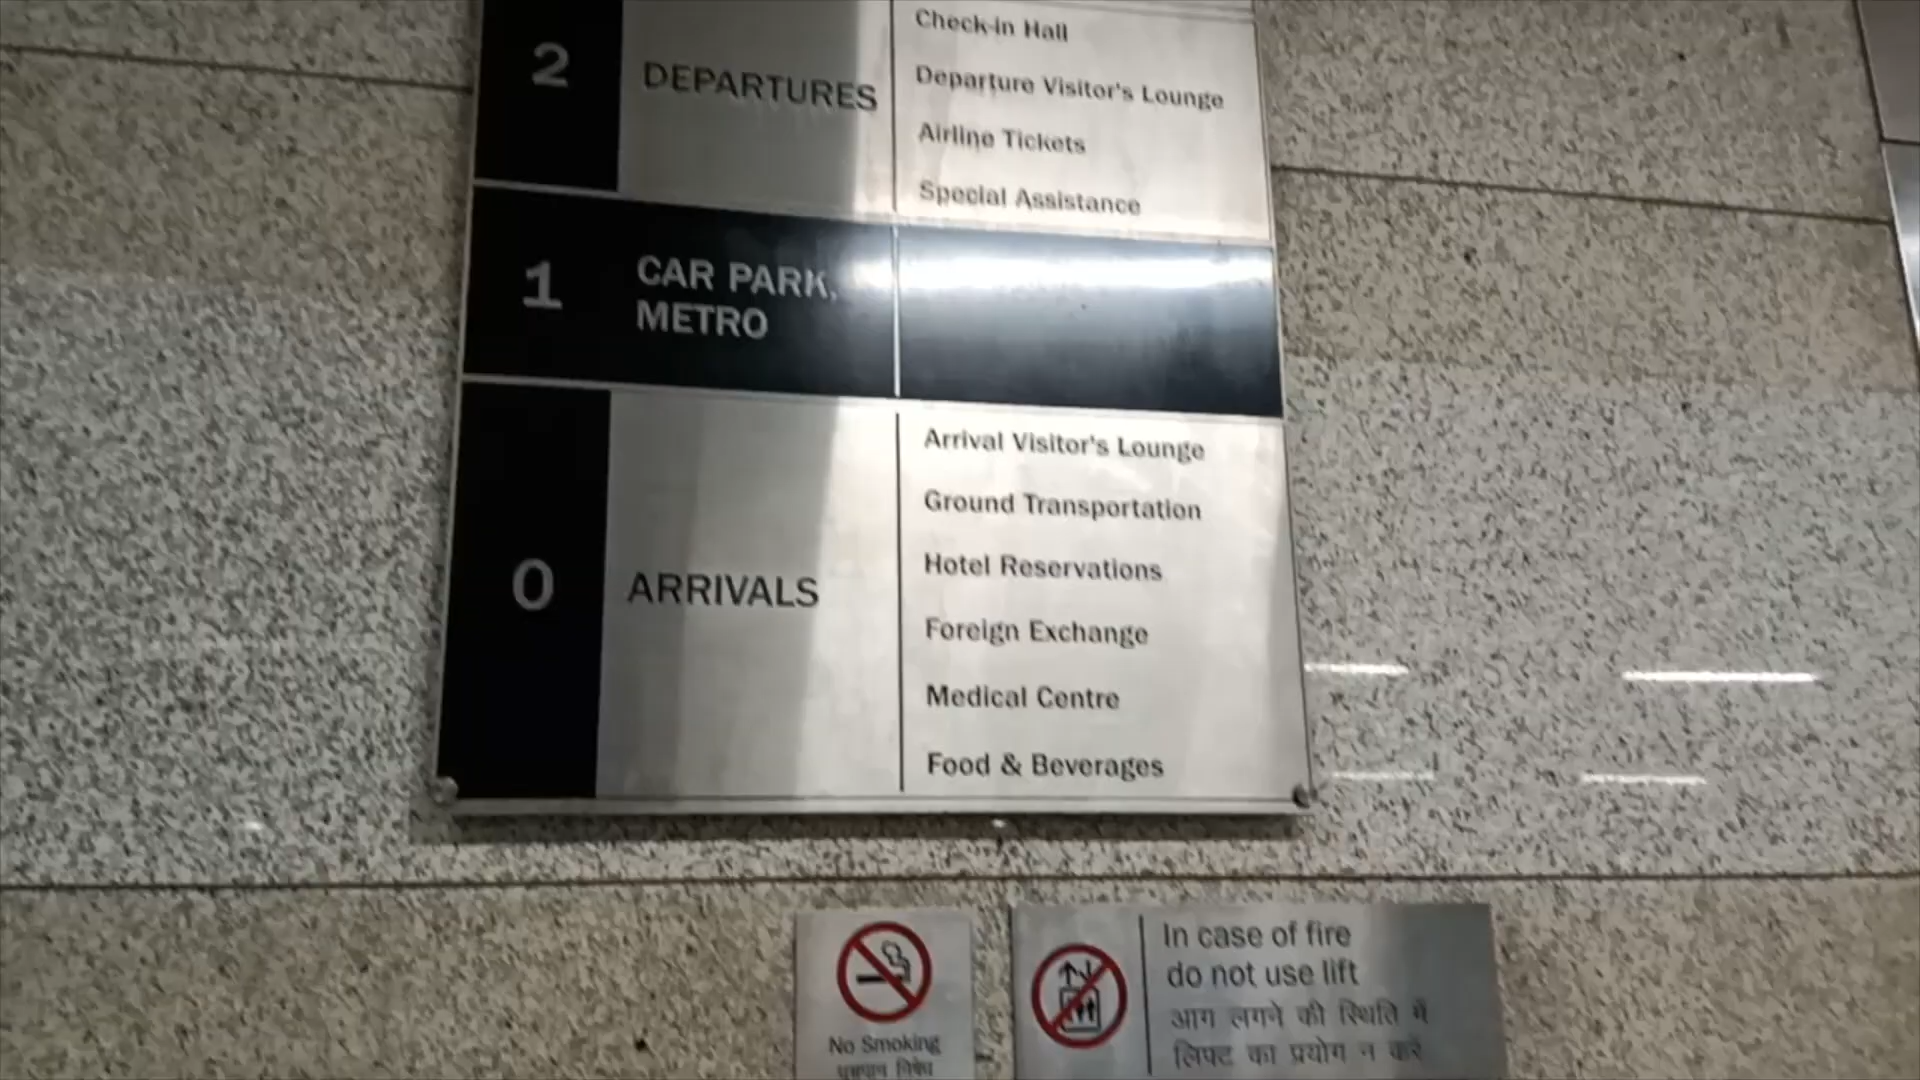 2
DEPARTURES
Check-in Hall
Departure Visitor's Lounge
Airline Tickets
Special Assistance
1
CAR PARK,
METRO
0
ARRIVALS
Arrival Visitor's Lounge
Ground Transportation
Hotel Reservations
Foreign Exchange
Medical Centre
Food & Beverages
No Smoking
धूम्रपान निषेध
In case of fire
do not use lift
आग लगने की स्थिति में
लिफ्ट का प्रयोग न करें